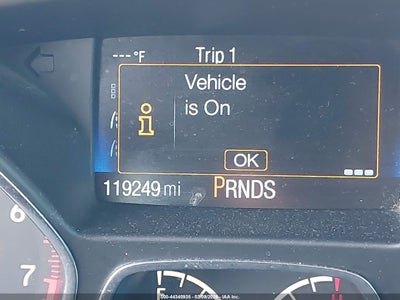 ---°F Trip 1
Vehicle
is On
i
OK
119249 mi PRNDS
6
7
F
H